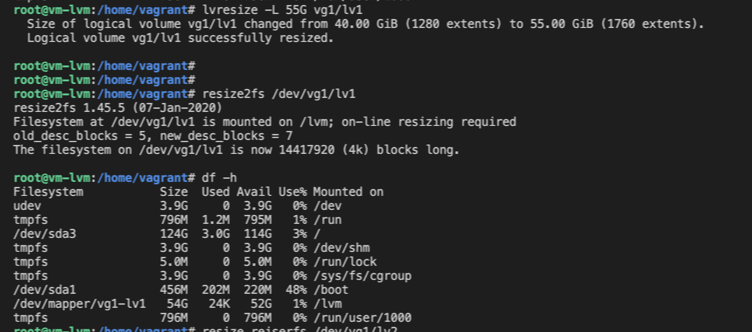 root@vm-lvm:/home/vagrant# lvresize -L 55G vg1/lv1
  Size of logical volume vg1/lv1 changed from 40.00 GiB (1280 extents) to 55.00 GiB (1760 extents).
  Logical volume vg1/lv1 successfully resized.
root@vm-lvm:/home/vagrant#
root@vm-lvm:/home/vagrant#
root@vm-lvm:/home/vagrant# resize2fs /dev/vg1/lv1
resize2fs 1.45.5 (07-Jan-2020)
Filesystem at /dev/vg1/lv1 is mounted on /lvm; on-line resizing required
old_desc_blocks = 5, new_desc_blocks = 7
The filesystem on /dev/vg1/lv1 is now 14417920 (4k) blocks long.
root@vm-lvm:/home/vagrant# df -h
Filesystem           Size  Used Avail Use% Mounted on
udev                 3.9G     0  3.9G   0% /dev
tmpfs                796M  1.2M  795M   1% /run
/dev/sda3            124G  3.0G  114G   3% /
tmpfs                3.9G     0  3.9G   0% /dev/shm
tmpfs                5.0M     0  5.0M   0% /run/lock
tmpfs                3.9G     0  3.9G   0% /sys/fs/cgroup
/dev/sda1            456M  202M  220M  48% /boot
/dev/mapper/vg1-lv1   54G   24K   52G   1% /lvm
tmpfs                796M     0  796M   0% /run/user/1000
root@vm-lvm:/home/vagrant# resize_reiserfs /dev/vg1/lv2